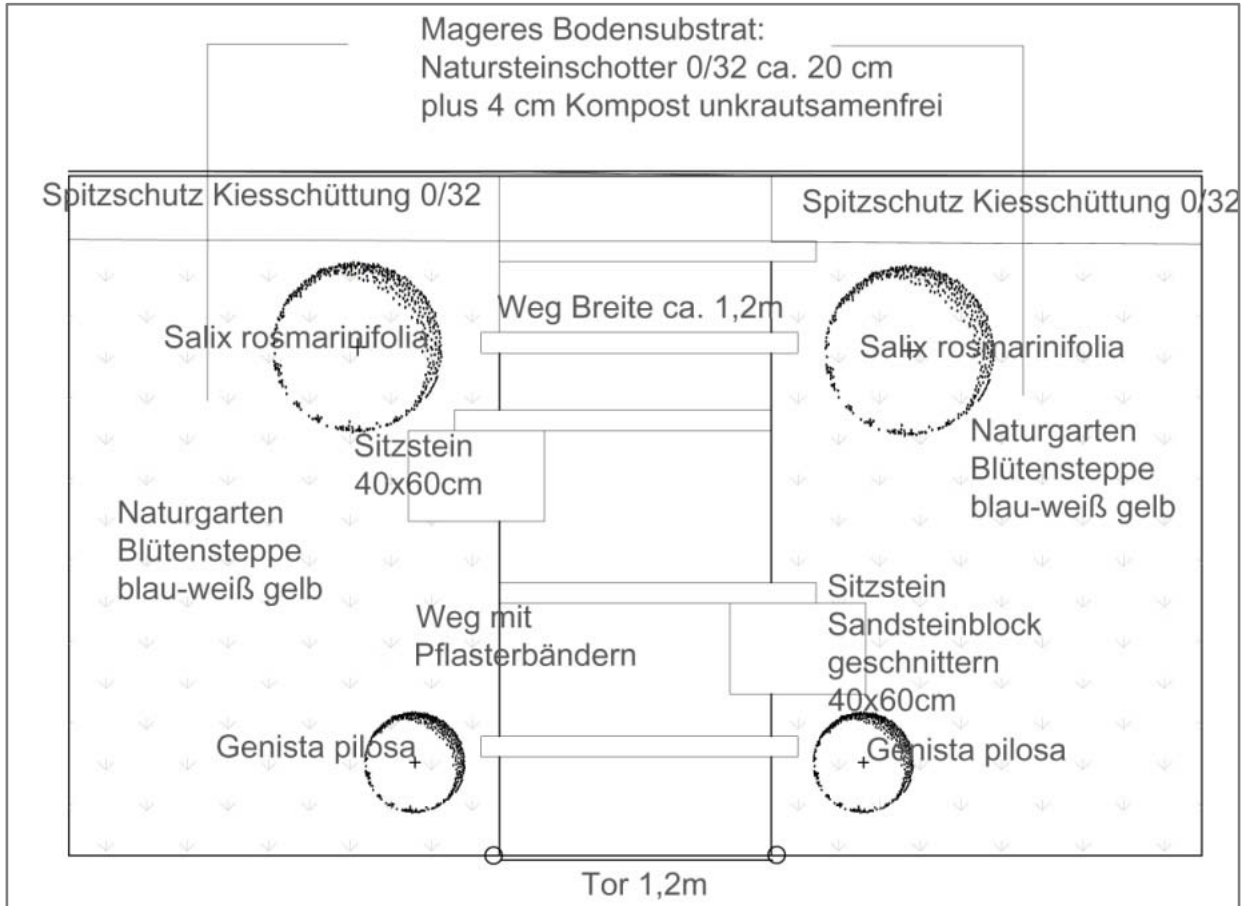 Mageres Bodensubstrat:
Natursteinschotter 0/32 ca. 20 cm
plus 4 cm Kompost unkrautsamenfrei
Spitzschutz Kiesschüttung 0/32
Spitzschutz Kiesschüttung 0/32
Weg Breite ca. 1,2m
Salix rosmarinifolia
Salix rosmarinifolia
Sitzstein
40x60cm
Naturgarten
Blütensteppe
blau-weiß gelb
Naturgarten
Blütensteppe
blau-weiß gelb
Weg mit
Pflasterbändern
Sitzstein
Sandsteinblock
geschnittern
40x60cm
Genista pilosa
Genista pilosa
Tor 1,2m